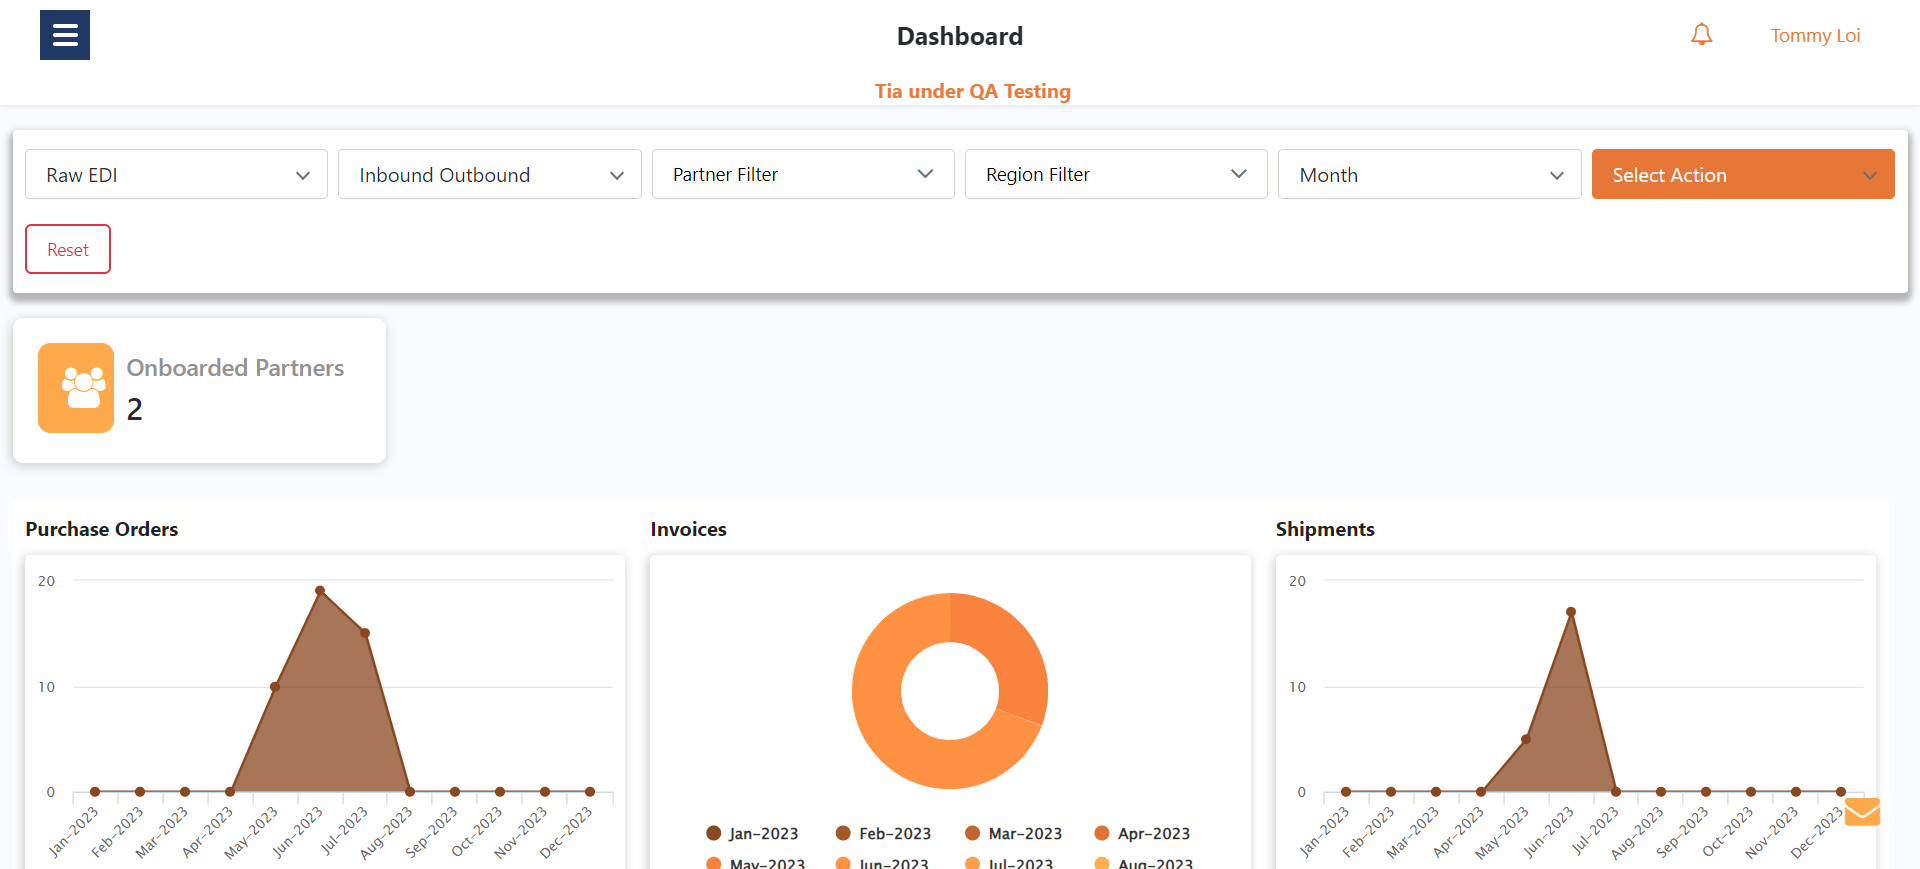 Dashboard
Tommy Loi
Tia under QA Testing
Raw EDI
Inbound Outbound
Partner Filter
Region Filter
Month
Select Action
Reset
Onboarded Partners
2
Purchase Orders
20
10
0
Jan-2023
Feb-2023
Mar-2023
Apr-2023
May-2023
Jun-2023
Jul-2023
Aug-2023
Sep-2023
Oct-2023
Nov-2023
Dec-2023
Invoices
Jan-2023 Feb-2023 Mar-2023 Apr-2023
May-2023 Jun-2023 Jul-2023 Aug-2023
Shipments
20
10
0
Jan-2023
Feb-2023
Mar-2023
Apr-2023
May-2023
Jun-2023
Jul-2023
Aug-2023
Sep-2023
Oct-2023
Nov-2023
Dec-2023